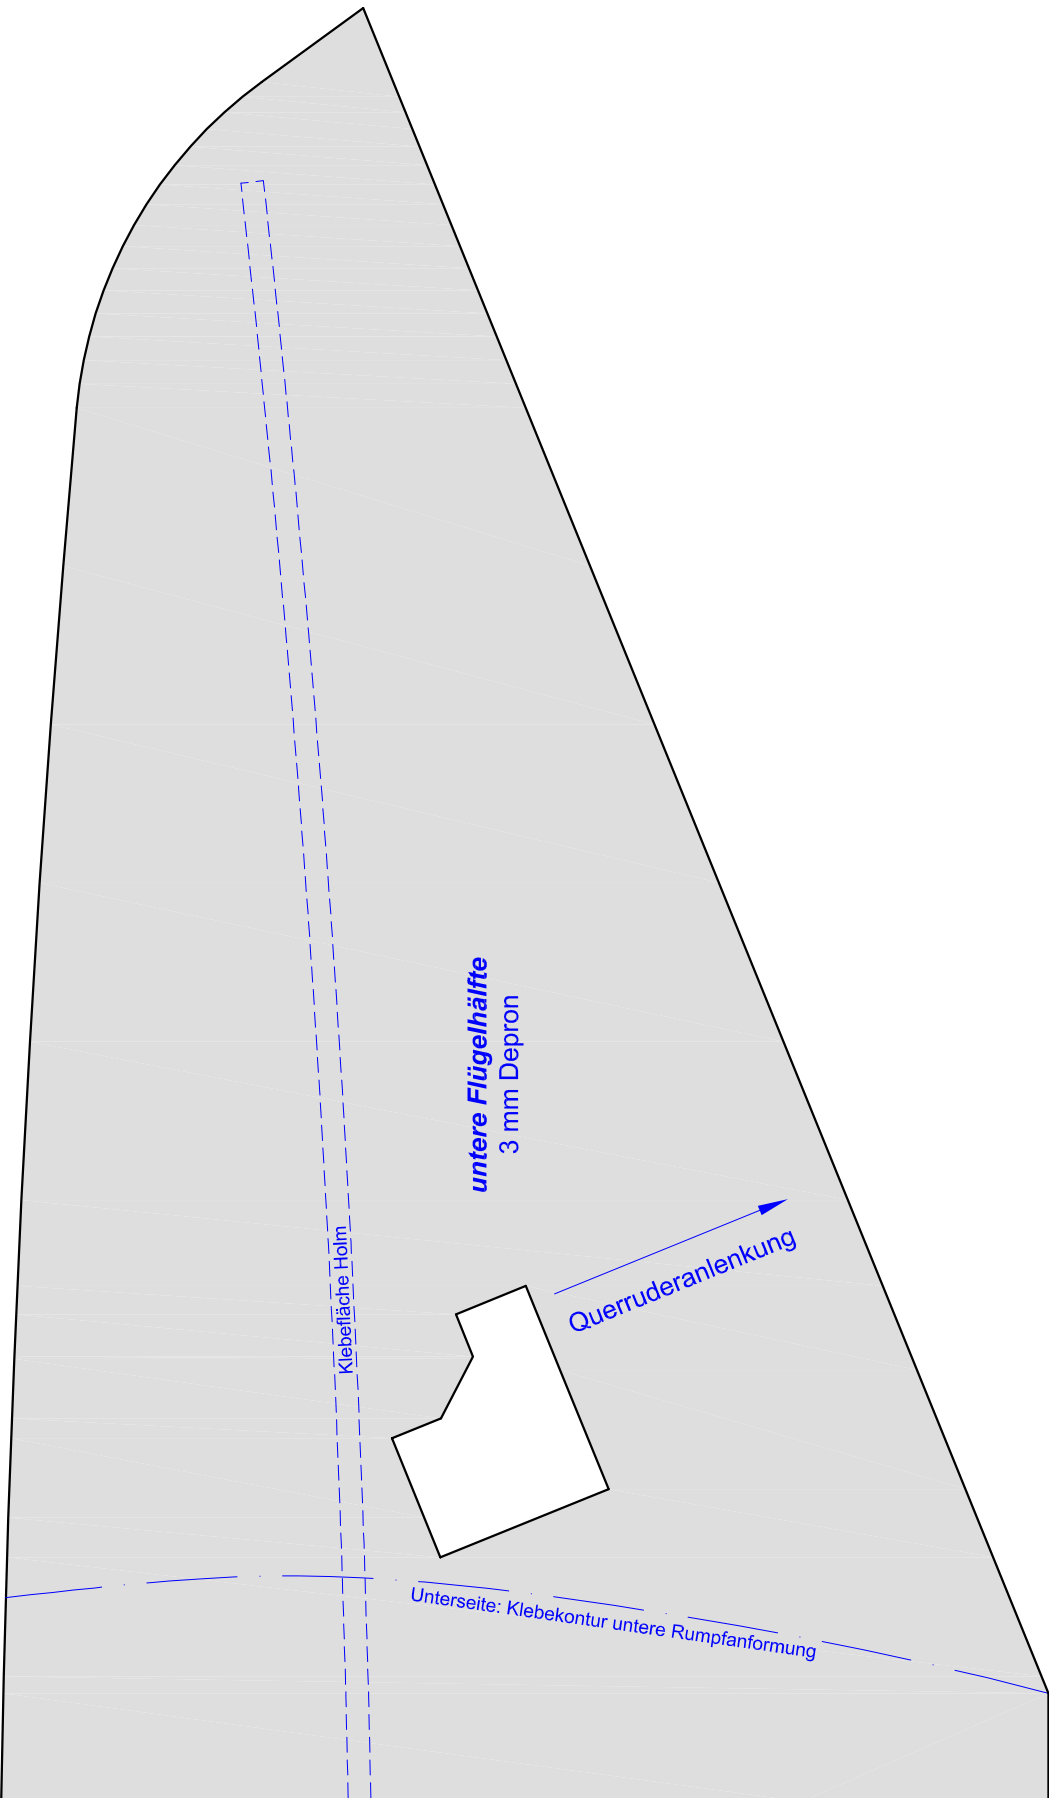 untere Flügelhälfte
3 mm Depron
Querruderanlenkung
Klebefläche Holm
Unterseite: Klebekontur untere Rumpfanformung